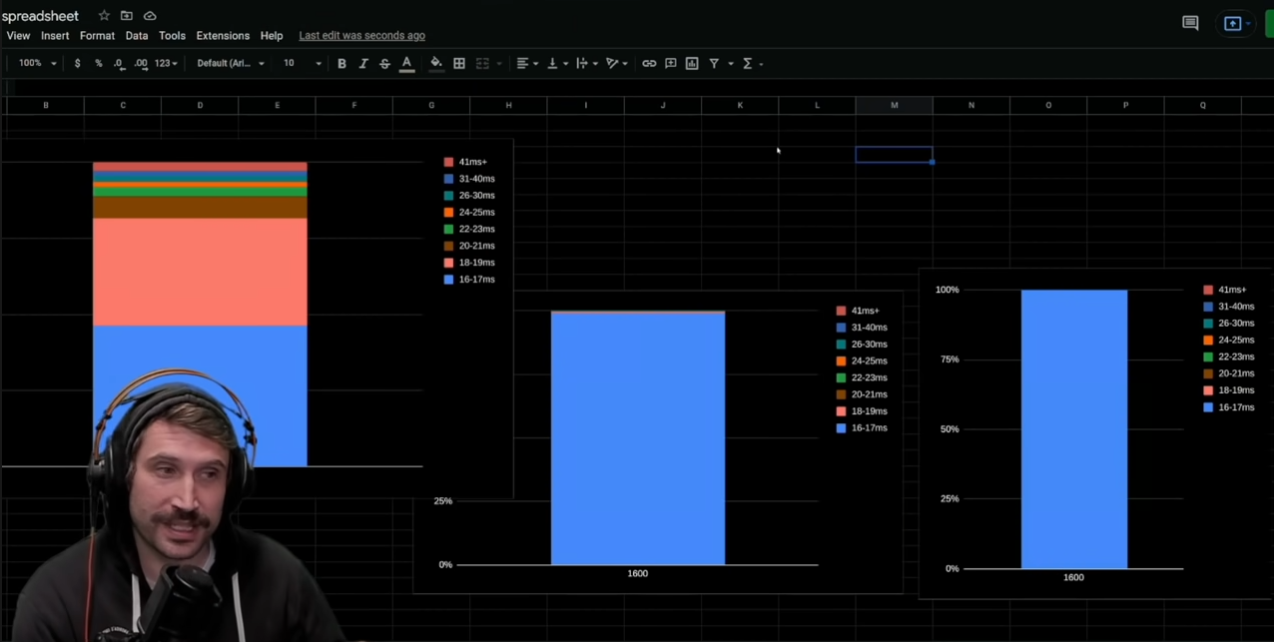 spreadsheet
View Insert Format Data Tools Extensions Help Last edit was seconds ago
100% $ % .0 .00 123 Default (Ari... 10 B I S A
B C D E F G H I J K L M N O P Q
41ms+
31-40ms
26-30ms
24-25ms
22-23ms
20-21ms
18-19ms
16-17ms
25%
0%
1600
41ms+
31-40ms
26-30ms
24-25ms
22-23ms
20-21ms
18-19ms
16-17ms
100%
75%
50%
25%
0%
1600
41ms+
31-40ms
26-30ms
24-25ms
22-23ms
20-21ms
18-19ms
16-17ms